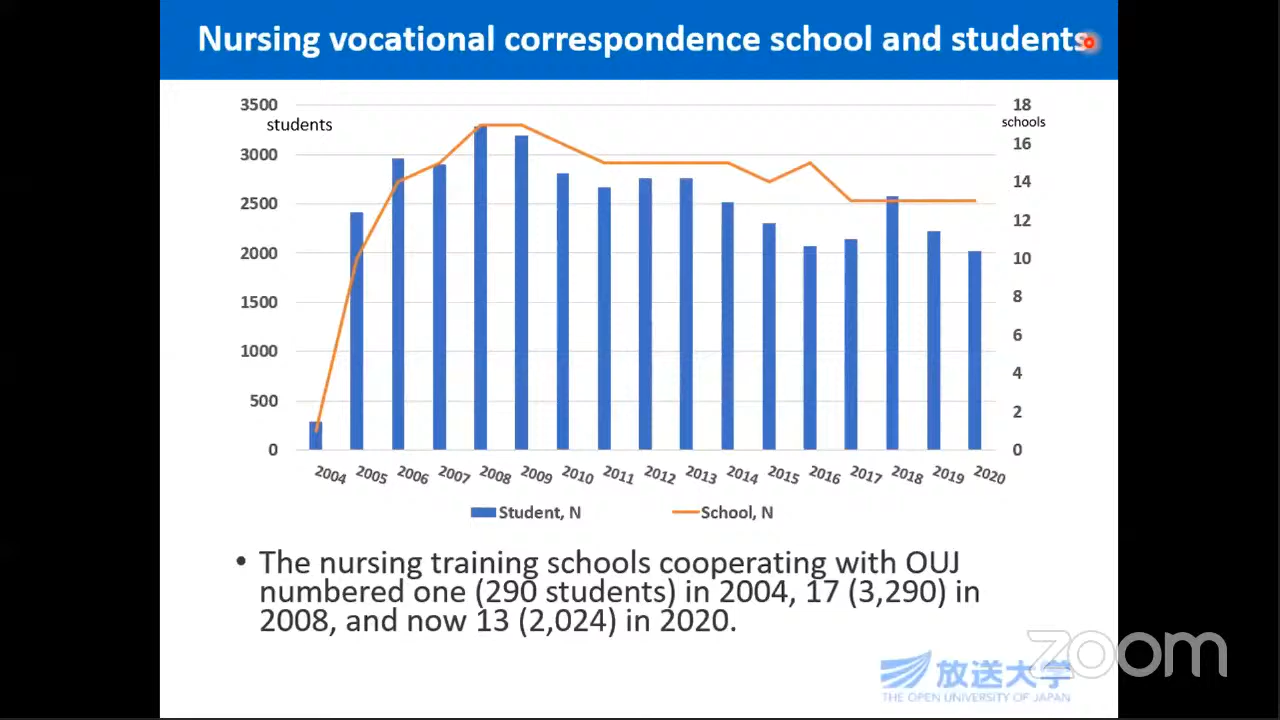 Nursing vocational correspondence school and students
3500
students
3000
2500
2000
1500
1000
500
0
18
schools
16
14
12
10
8
6
4
2
0
2004 2005 2006 2007 2008 2009 2010 2011 2012 2013 2014 2015 2016 2017 2018 2019 2020
Student, N School, N
• The nursing training schools cooperating with OUJ
numbered one (290 students) in 2004, 17 (3,290) in
2008, and now 13 (2,024) in 2020.
zoom
放送大学
THE OPEN UNIVERSITY OF JAPAN